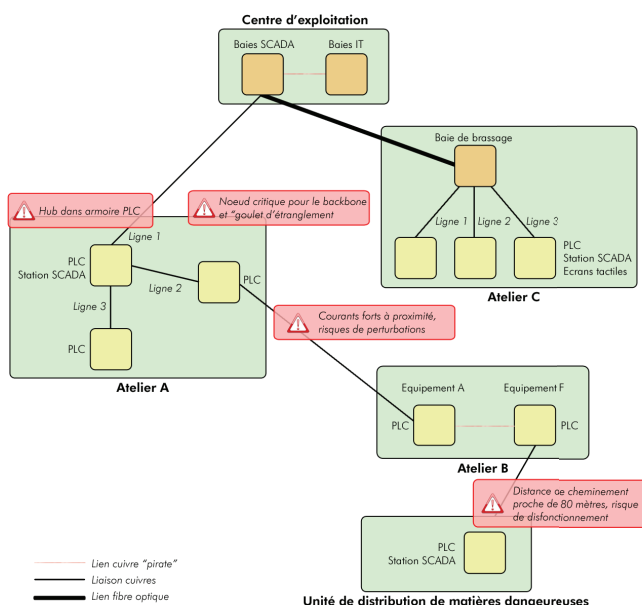 Centre d'exploitation
Baies SCADA
Baies IT
Baie de brassage
Hub dans armoire PLC
Noeud critique pour le backbone
et "goulet d'étranglement
Ligne 1
Ligne 1
Ligne 2
Ligne 3
PLC
Station SCADA
Ligne 2
PLC
Ligne 3
PLC
PLC
Station SCADA
Ecrans tactiles
Atelier C
Courants forts à proximité,
risques de perturbations
Atelier A
Equipement A
Equipement F
PLC
PLC
Atelier B
Distance de cheminement
proche de 80 mètres, risque
de disfonctionnement
PLC
Station SCADA
Lien cuivre "pirate"
Liaison cuivres
Lien fibre optique
Unité de distribution de matières dangeureuses